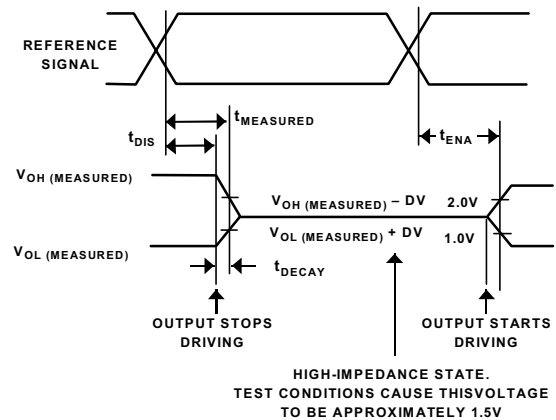 REFERENCE
SIGNAL
tMEASURED
tDIS
tENA
VOH (MEASURED)
VOH (MEASURED) – DV 2.0V
VOL (MEASURED) + DV 1.0V
VOL (MEASURED)
tDECAY
OUTPUT STOPS
DRIVING
OUTPUT STARTS
DRIVING
HIGH-IMPEDANCE STATE.
TEST CONDITIONS CAUSE THISVOLTAGE
TO BE APPROXIMATELY 1.5V